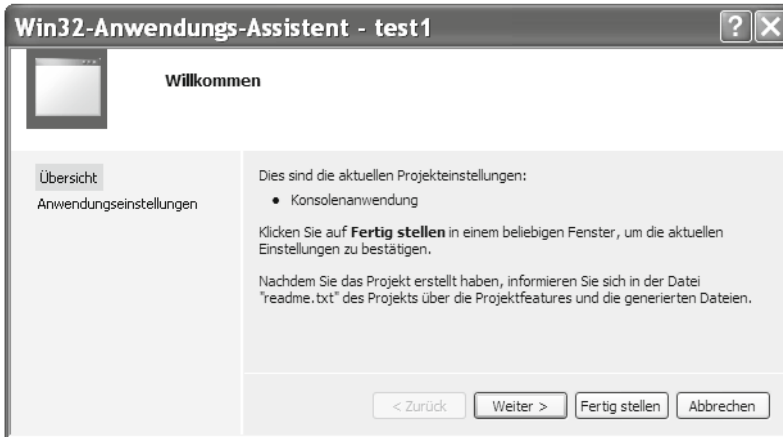 Win32-Anwendungs-Assistent - test1
Willkommen
Übersicht
Anwendungseinstellungen
Dies sind die aktuellen Projekteinstellungen:
• Konsolenanwendung
Klicken Sie auf Fertig stellen in einem beliebigen Fenster, um die aktuellen
Einstellungen zu bestätigen.
Nachdem Sie das Projekt erstellt haben, informieren Sie sich in der Datei
"readme.txt" des Projekts über die Projektfeatures und die generierten Dateien.
< Zurück Weiter > Fertig stellen Abbrechen